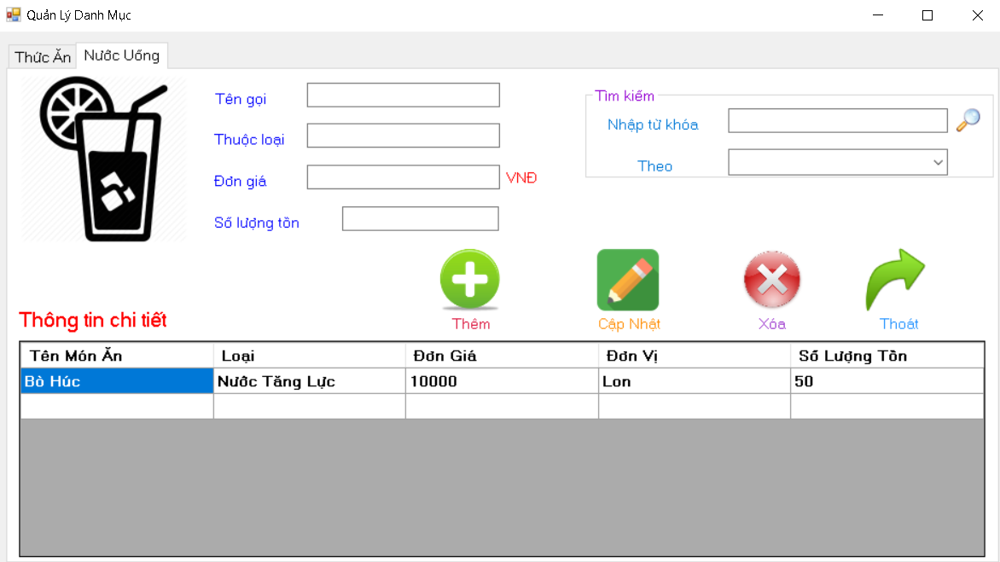 Quản Lý Danh Mục
Thức Ăn
Nước Uống
Tên gọi
Thuộc loại
Đơn giá
VNĐ
Số lượng tồn
Tìm kiếm
Nhập từ khóa
Theo
Thêm
Cập Nhật
Xóa
Thoát
Thông tin chi tiết
Tên Món Ăn Loại Đơn Giá Đơn Vị Số Lượng Tồn
Bò Húc Nước Tăng Lực 10000 Lon 50